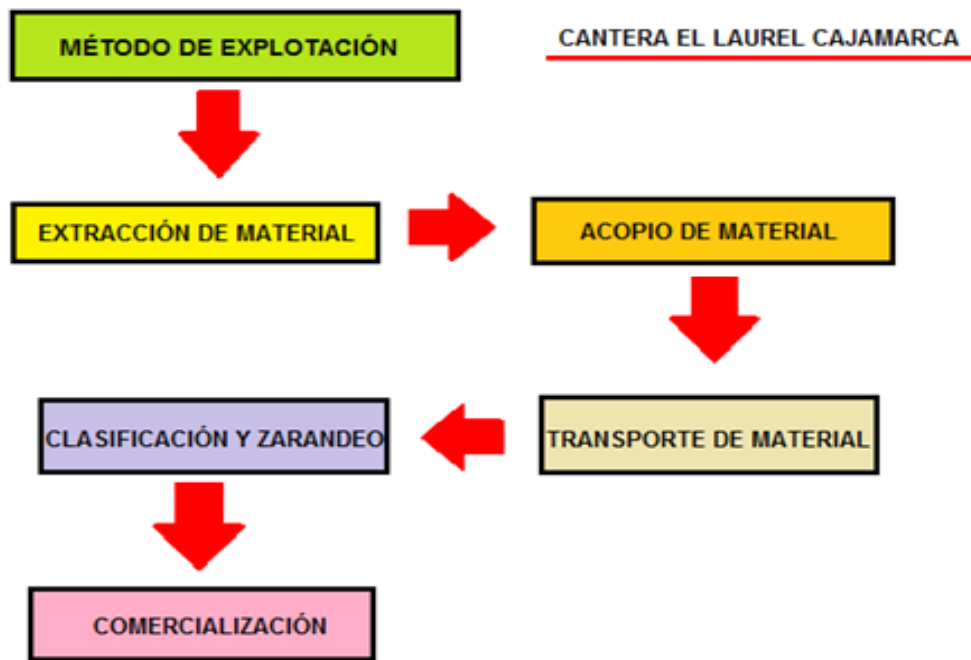 MÉTODO DE EXPLOTACIÓN
CANTERA EL LAUREL CAJAMARCA
EXTRACCIÓN DE MATERIAL
ACOPIO DE MATERIAL
TRANSPORTE DE MATERIAL
CLASIFICACIÓN Y ZARANDEO
COMERCIALIZACIÓN